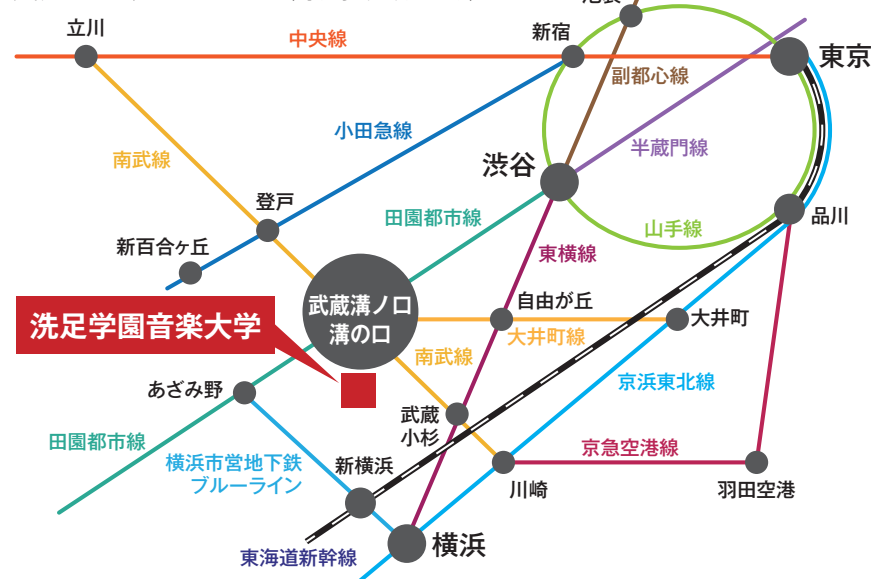 立川
中央線
新宿
東京
副都心線
小田急線
半蔵門線
南武線
渋谷
登戸
田園都市線
品川
山手線
新百合ヶ丘
東横線
武蔵溝ノ口
溝の口
自由が丘
大井町
洗足学園音楽大学
大井町線
南武線
京浜東北線
あざみ野
武蔵
小杉
田園都市線
京急空港線
横浜市営地下鉄
ブルーライン
新横浜
川崎
羽田空港
横浜
東海道新幹線